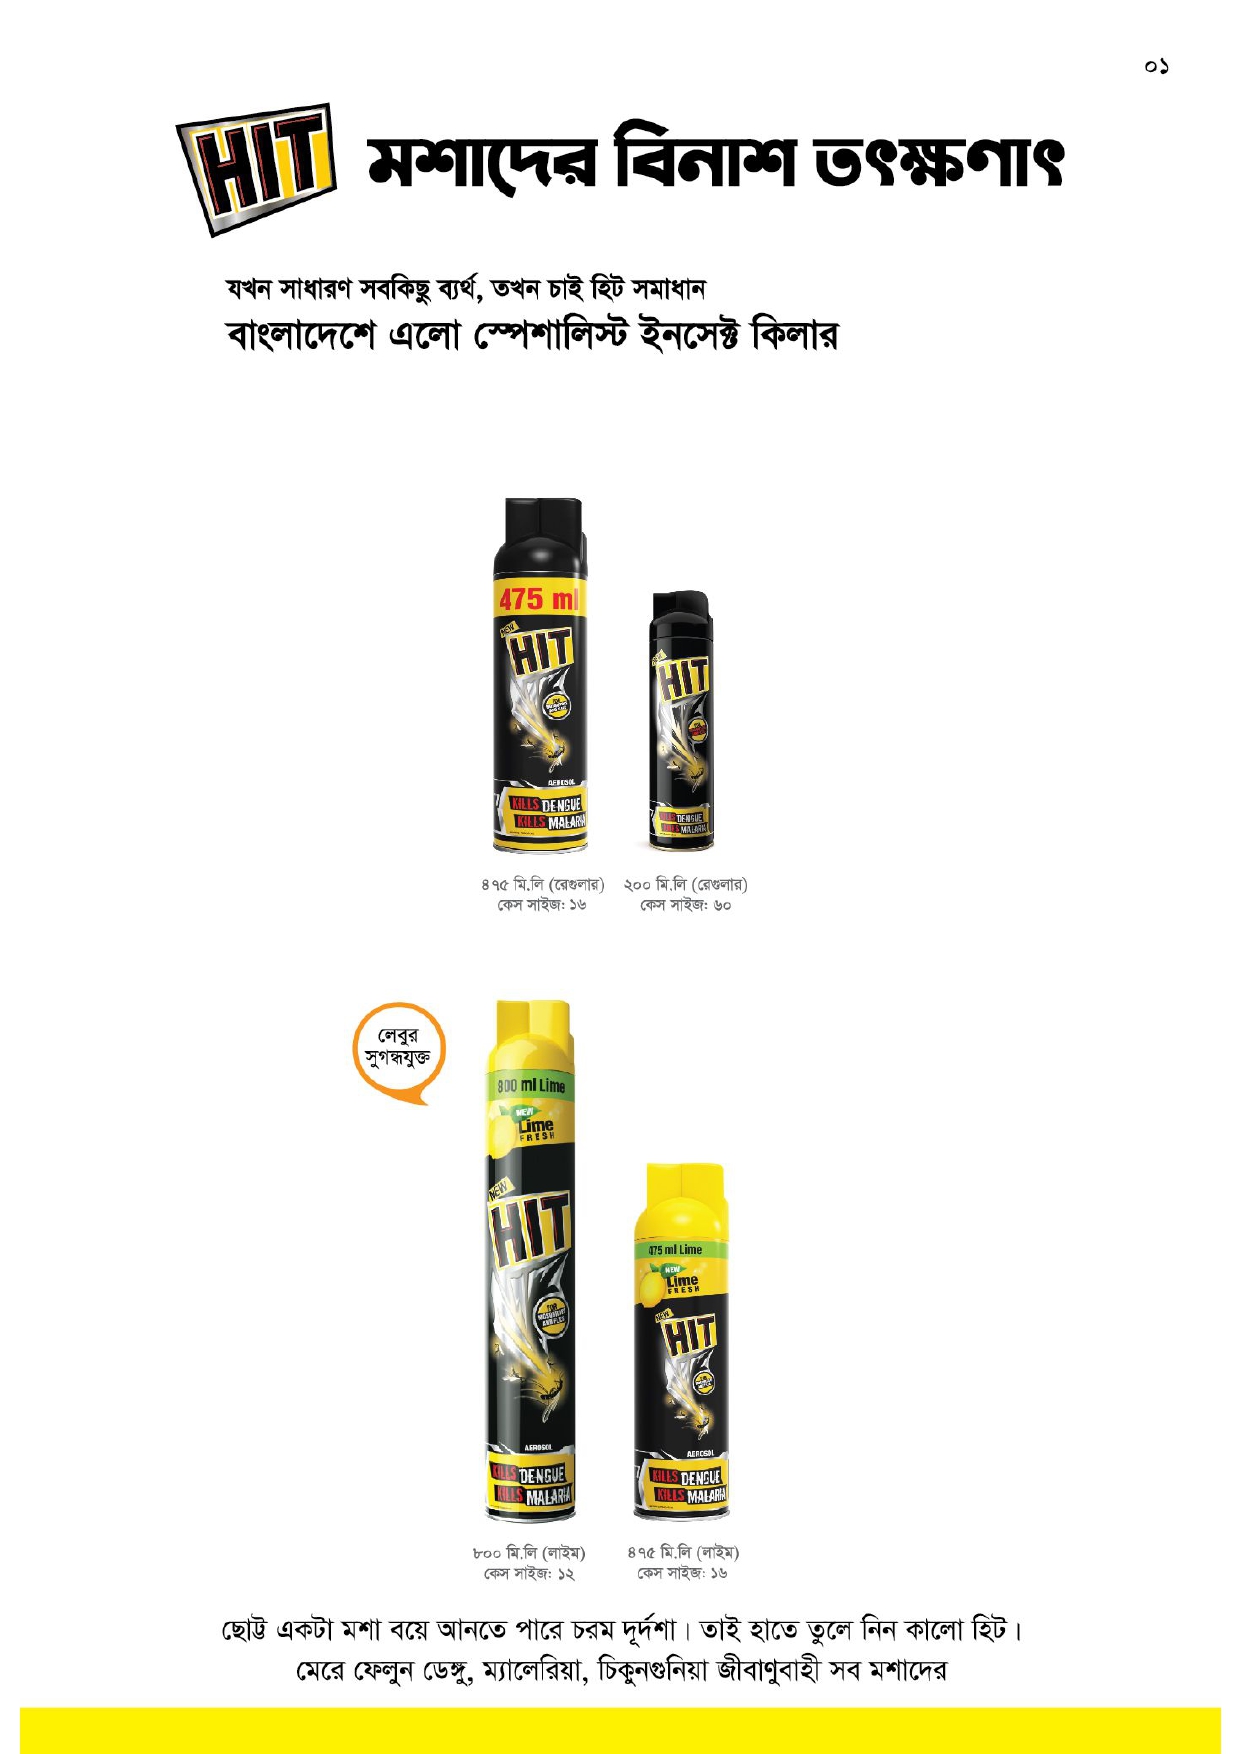 ০১
HIT মশাদের বিনাশ তৎক্ষণাৎ
যখন সাধারণ সবকিছু ব্যর্থ, তখন চাই হিট সমাধান
বাংলাদেশে এলো স্পেশালিস্ট ইনসেক্ট কিলার
475 ml
NEW
HIT
AEROSOL
KILLS DENGUE
KILLS MALARIA
HIT
KILLS DENGUE
KILLS MALARIA
৪৭৫ মি.লি (রেগুলার) ২০০ মি.লি (রেগুলার)
কেস সাইজ: ১৬ কেস সাইজ: ৬০
লেবুর
সুগন্ধযুক্ত
800 ml Lime
NEW
Lime
FRESH
NEW
HIT
AEROSOL
KILLS DENGUE
KILLS MALARIA
475 ml Lime
NEW
Lime
FRESH
NEW
HIT
AEROSOL
KILLS DENGUE
KILLS MALARIA
৮০০ মি.লি (লাইম) ৪৭৫ মি.লি (লাইম)
কেস সাইজ: ১২ কেস সাইজ: ১৬
ছোট্ট একটা মশা বয়ে আনতে পারে চরম দূর্দশা। তাই হাতে তুলে নিন কালো হিট।
মেরে ফেলুন ডেঙ্গু, ম্যালেরিয়া, চিকুনগুনিয়া জীবাণুবাহী সব মশাদের